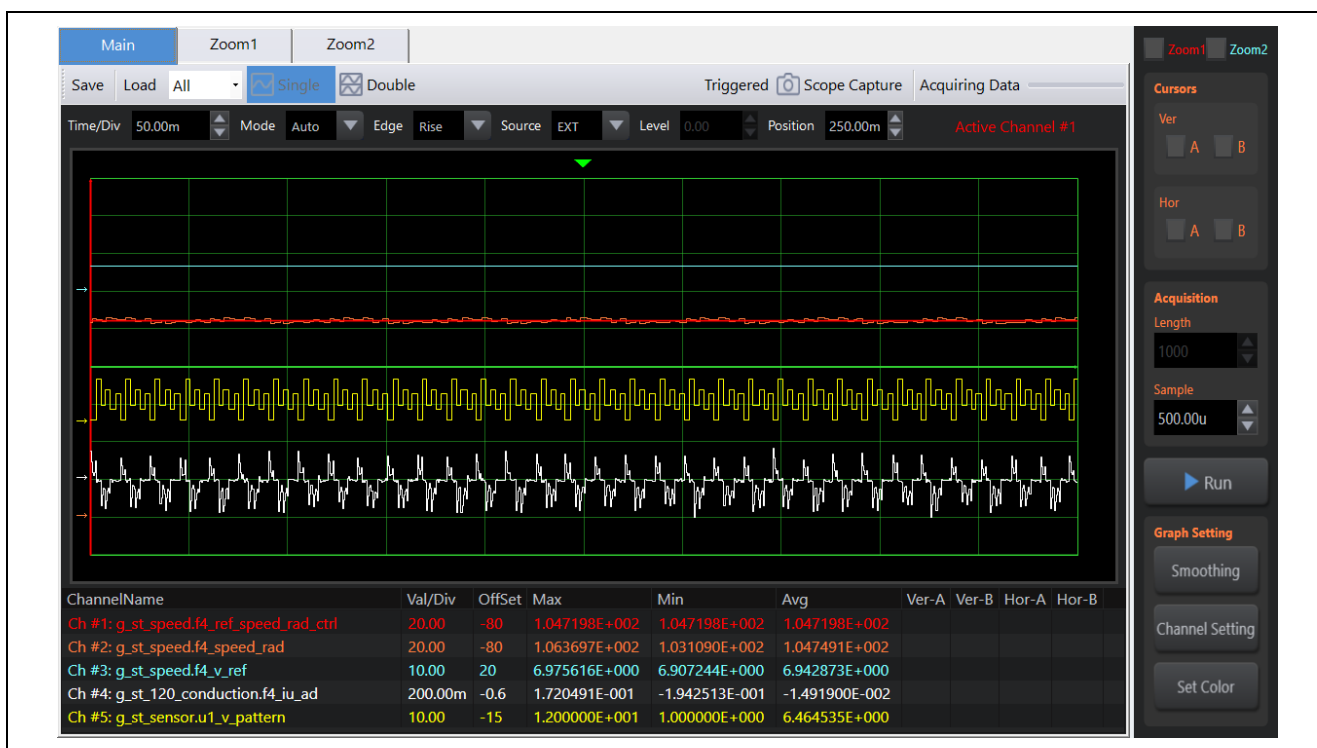 Main Zoom1 Zoom2
Save Load All Single Double Triggered Scope Capture Acquiring Data
Time/Div 50.00m Mode Auto Edge Rise Source EXT Level 0.00 Position 250.00m Active Channel #1
ChannelName Val/Div OffSet Max Min Avg Ver-A Ver-B Hor-A Hor-B
Ch #1: g_st_speed.f4_ref_speed_rad_ctrl 20.00 -80 1.047198E+002 1.047198E+002 1.047198E+002
Ch #2: g_st_speed.f4_speed_rad 20.00 -80 1.063697E+002 1.031090E+002 1.047491E+002
Ch #3: g_st_speed.f4_v_ref 10.00 20 6.975616E+000 6.907244E+000 6.942873E+000
Ch #4: g_st_120_conduction.f4_iu_ad 200.00m -0.6 1.720491E-001 -1.942513E-001 -1.491900E-002
Ch #5: g_st_sensor.u1_v_pattern 10.00 -15 1.200000E+001 1.000000E+000 6.464535E+000
Zoom1 Zoom2
Cursors
Ver
A B
Hor
A B
Acquisition
Length
1000
Sample
500.00u
Run
Graph Setting
Smoothing
Channel Setting
Set Color